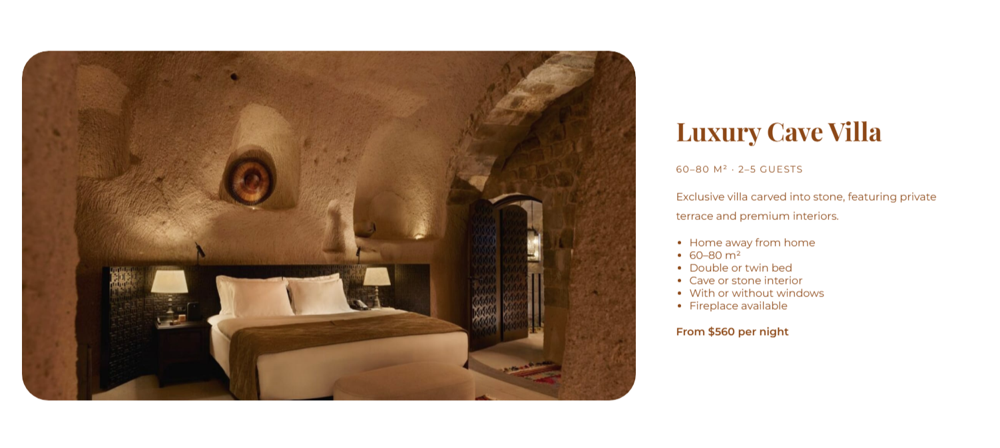 Luxury Cave Villa
60–80 M² · 2–5 GUESTS
Exclusive villa carved into stone, featuring private
terrace and premium interiors.
• Home away from home
• 60–80 m²
• Double or twin bed
• Cave or stone interior
• With or without windows
• Fireplace available
From $560 per night